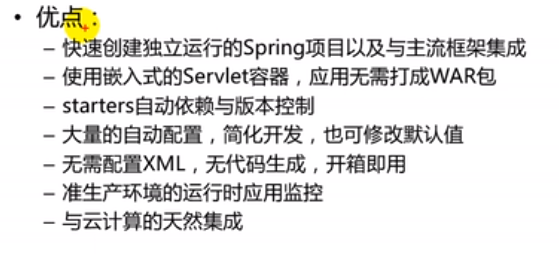 • 优点：
– 快速创建独立运行的Spring项目以及与主流框架集成
– 使用嵌入式的Servlet容器，应用无需打成WAR包
– starters自动依赖与版本控制
– 大量的自动配置，简化开发，也可修改默认值
– 无需配置XML，无代码生成，开箱即用
– 准生产环境的运行时应用监控
– 与云计算的天然集成